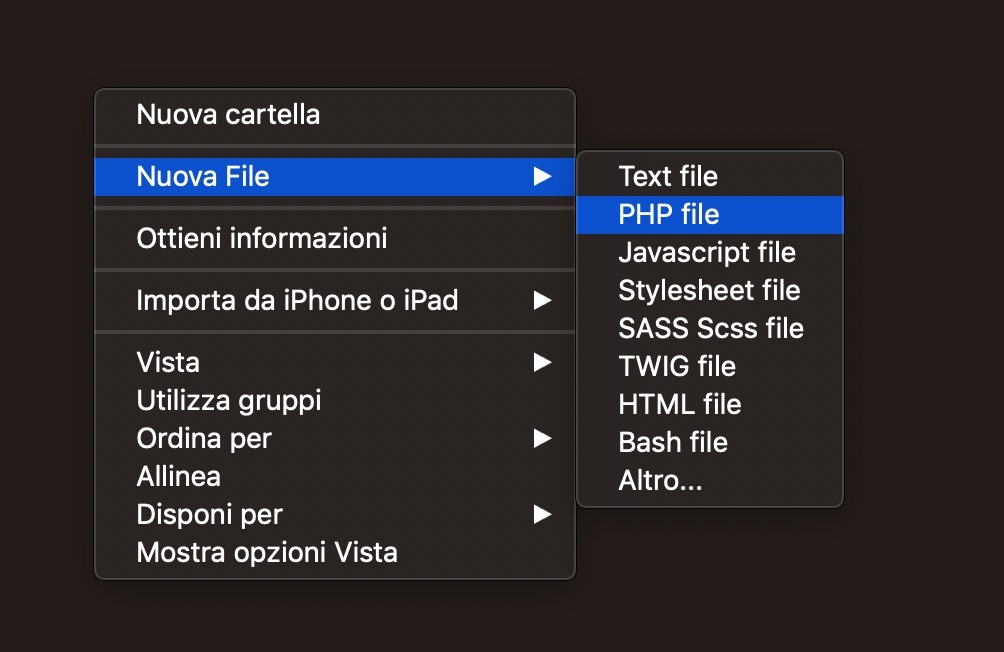 Nuova cartella
Nuova File
Ottieni informazioni
Importa da iPhone o iPad
Vista
Utilizza gruppi
Ordina per
Allinea
Disponi per
Mostra opzioni Vista
Text file
PHP file
Javascript file
Stylesheet file
SASS Scss file
TWIG file
HTML file
Bash file
Altro...